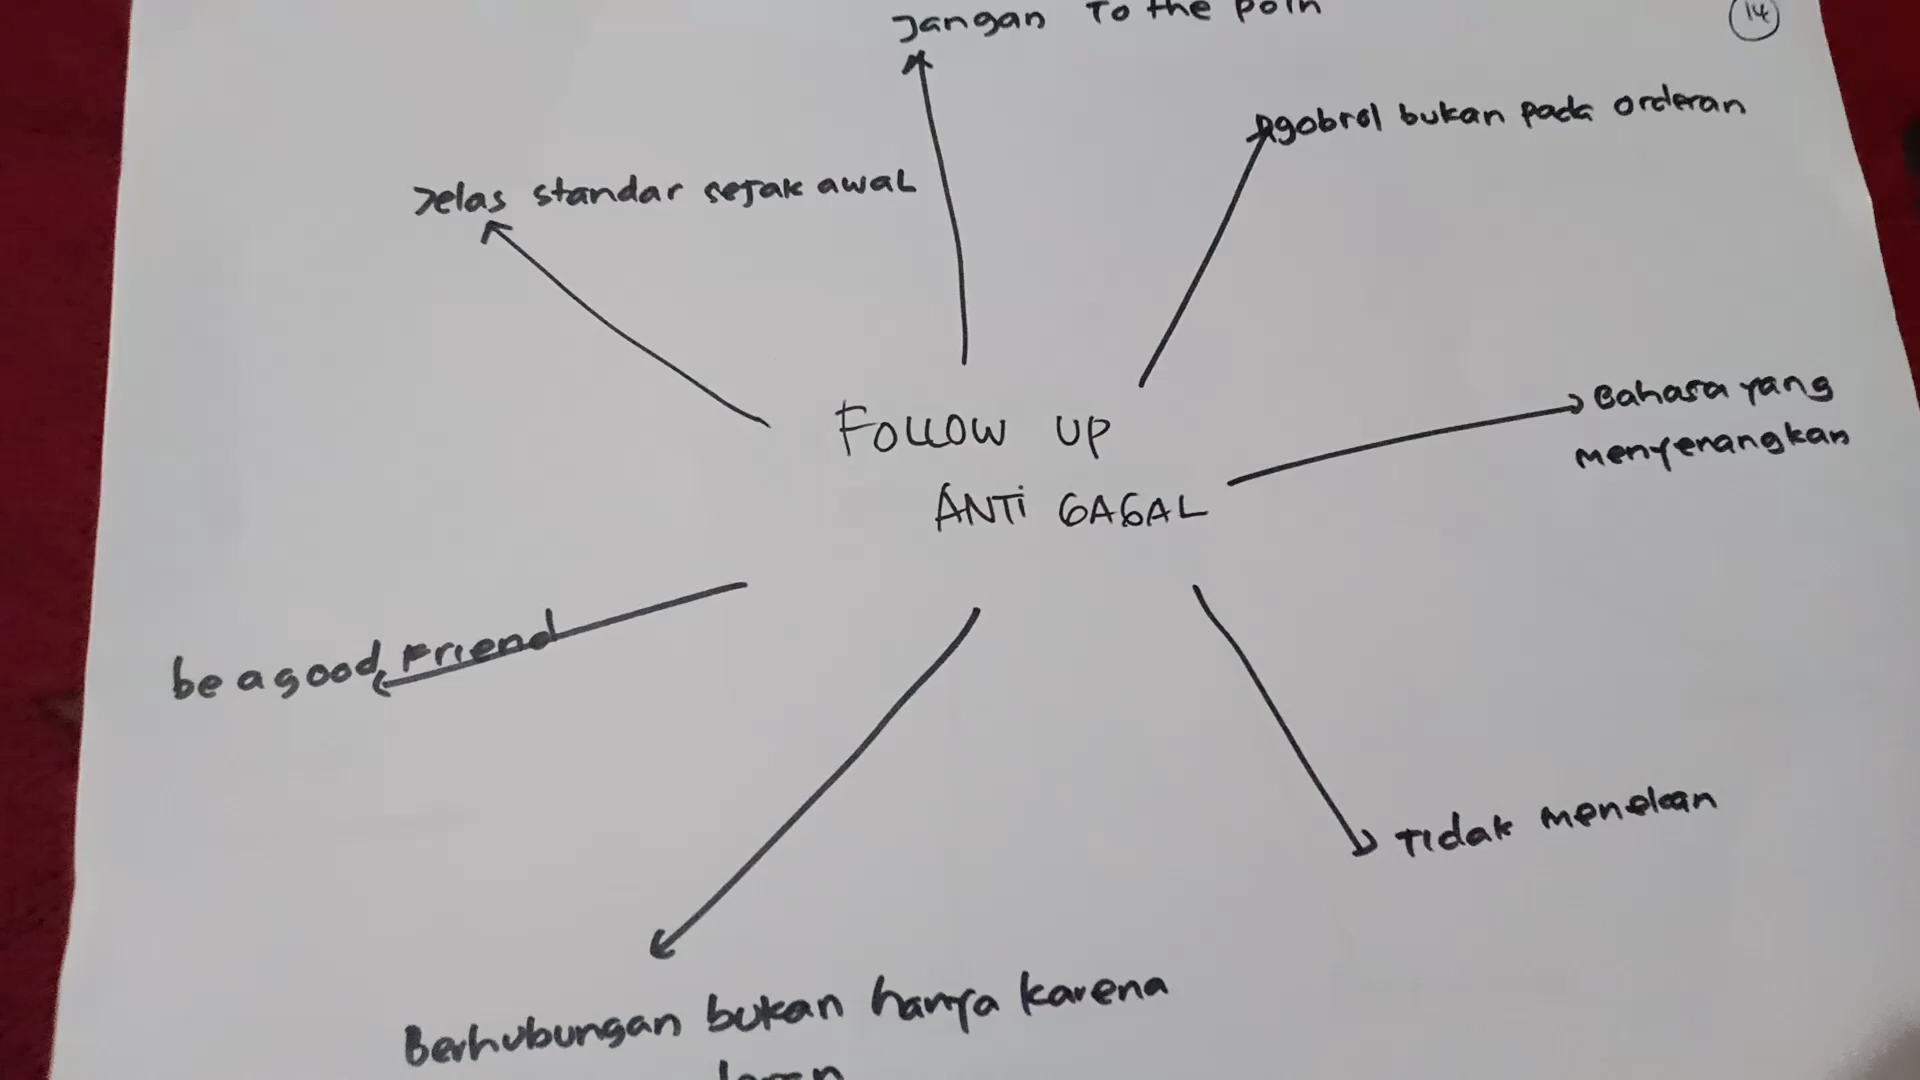 Jangan To the poin
14
Ngobrol bukan pada orderan
Jelas standar sejak awal
Bahasa yang
menyenangkan
FOLLOW UP
ANTI GAGAL
be a good Friend
Tidak menekan
Berhubungan bukan hanya karena